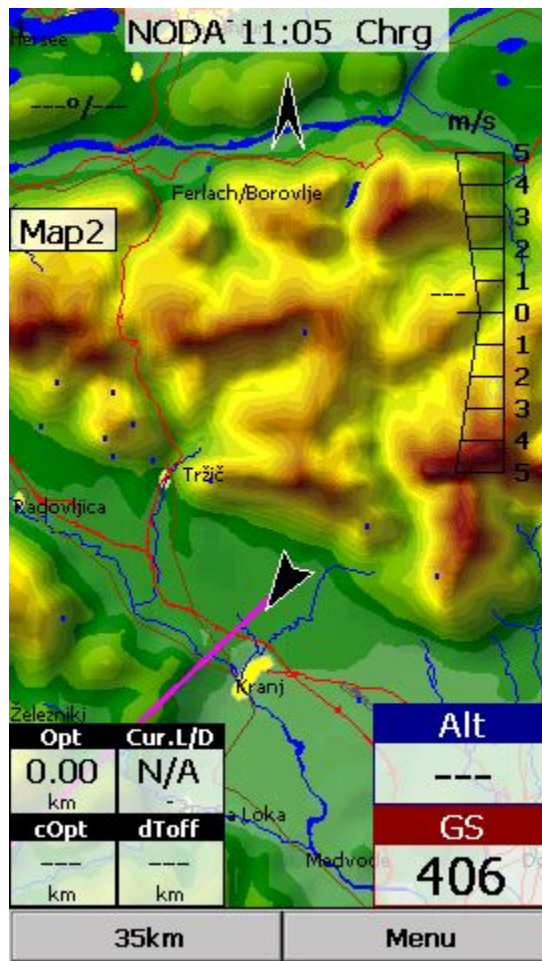 NODA 11:05 Chrg
---°/---
m/s
5
4
Ferlach/Borovlje
3
Map2
2
1
---
0
1
2
3
4
5
Tržič
Radovljica
Kranj
Železniki
Opt Cur.L/D
0.00 N/A
km -
Alt
---
cOpt dToff
--- ---
km km
Loka
Medvode
GS
406
35km Menu